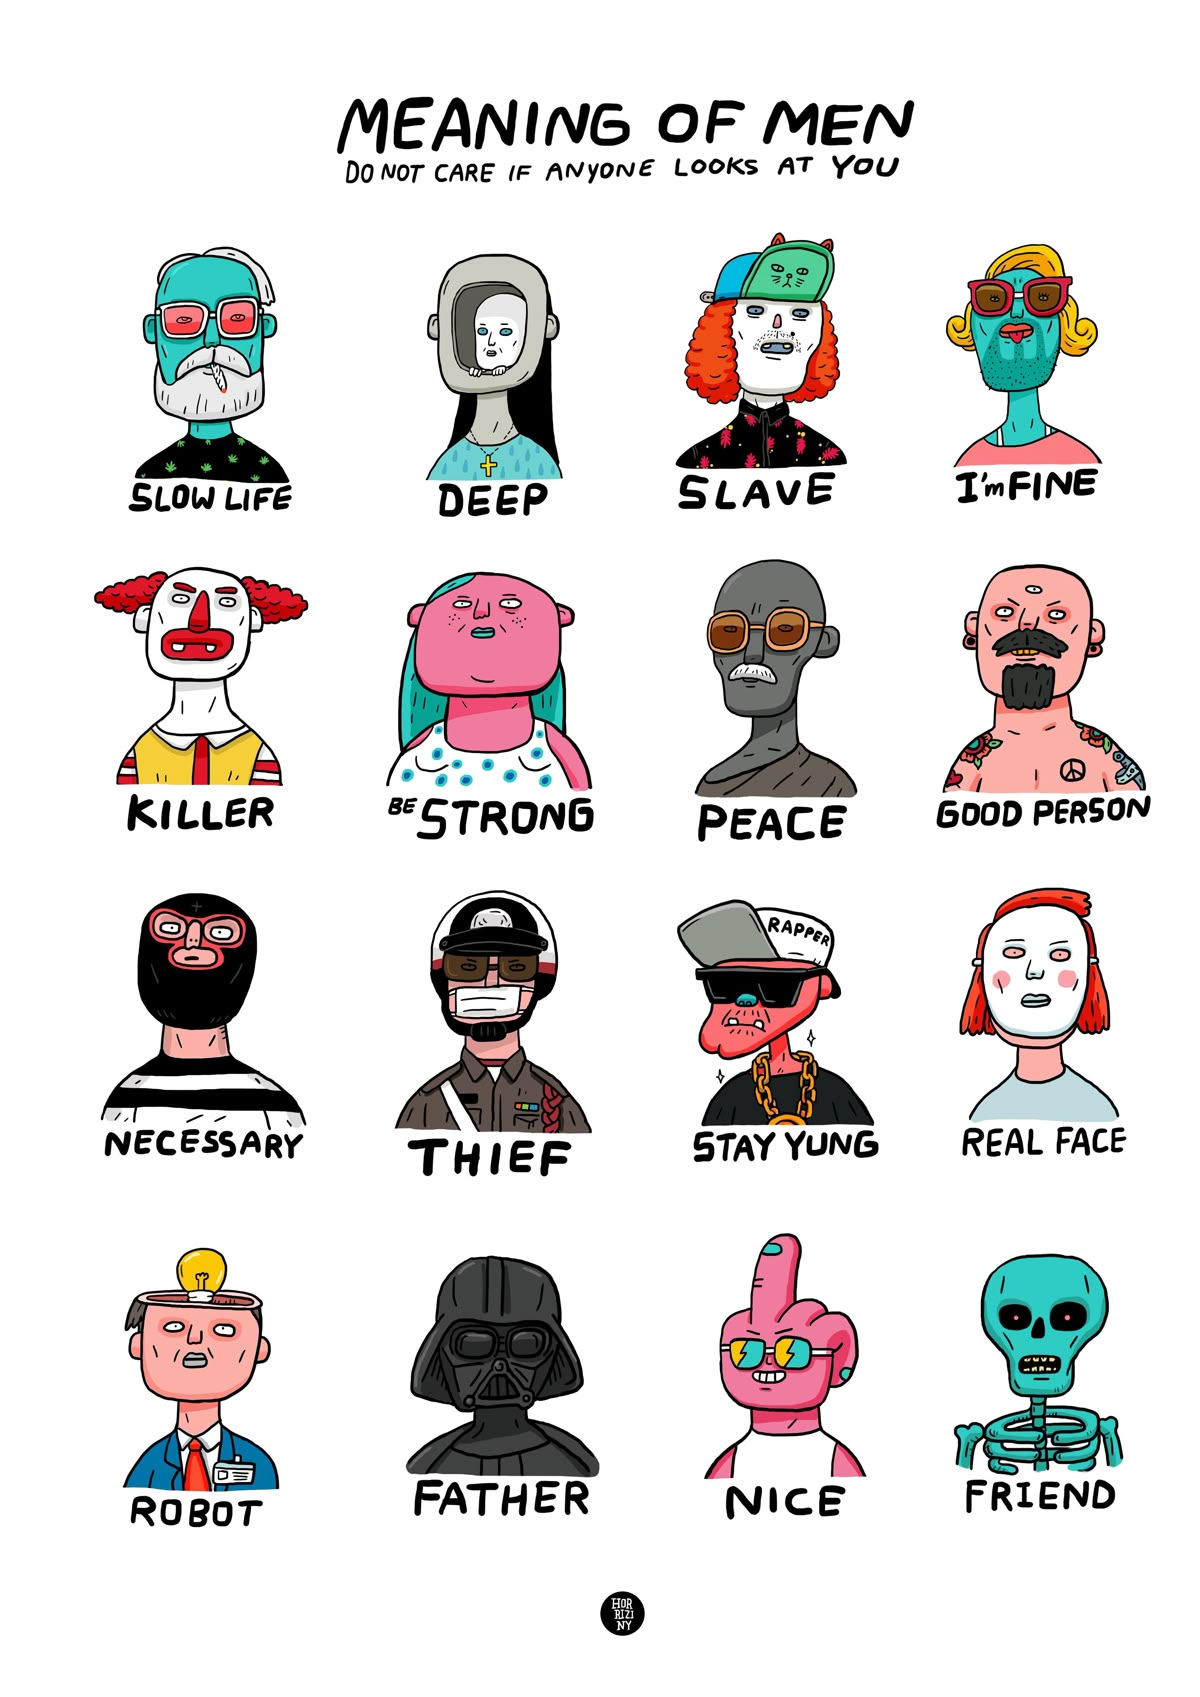 MEANING OF MEN
DO NOT CARE IF ANYONE LOOKS AT YOU
SLOW LIFE
DEEP
SLAVE
I'm FINE
KILLER
BE STRONG
PEACE
GOOD PERSON
RAPPER
NECESSARY
THIEF
STAY YUNG
REAL FACE
ROBOT
FATHER
NICE
FRIEND
HOR
RIZI
NY